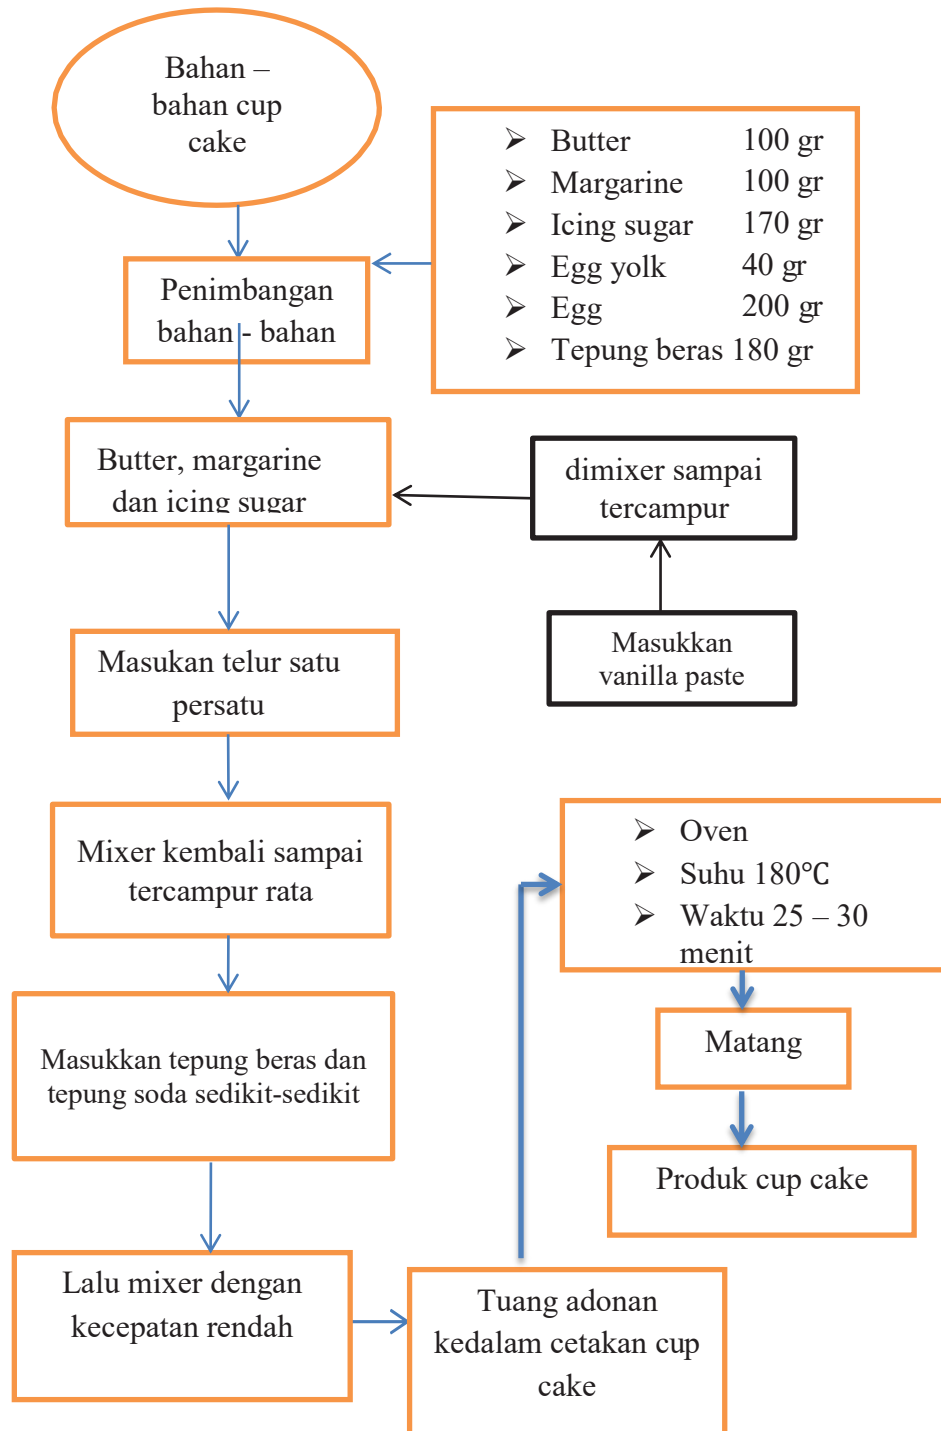 Bahan –
bahan cup
cake
➢ Butter 100 gr
➢ Margarine 100 gr
➢ Icing sugar 170 gr
➢ Egg yolk 40 gr
➢ Egg 200 gr
➢ Tepung beras 180 gr
Penimbangan
bahan - bahan
Butter, margarine
dan icing sugar
dimixer sampai
tercampur
Masukkan
vanilla paste
Masukan telur satu
persatu
Mixer kembali sampai
tercampur rata
Masukkan tepung beras dan
tepung soda sedikit-sedikit
Lalu mixer dengan
kecepatan rendah
Tuang adonan
kedalam cetakan cup
cake
➢ Oven
➢ Suhu 180℃
➢ Waktu 25 – 30
menit
Matang
Produk cup cake